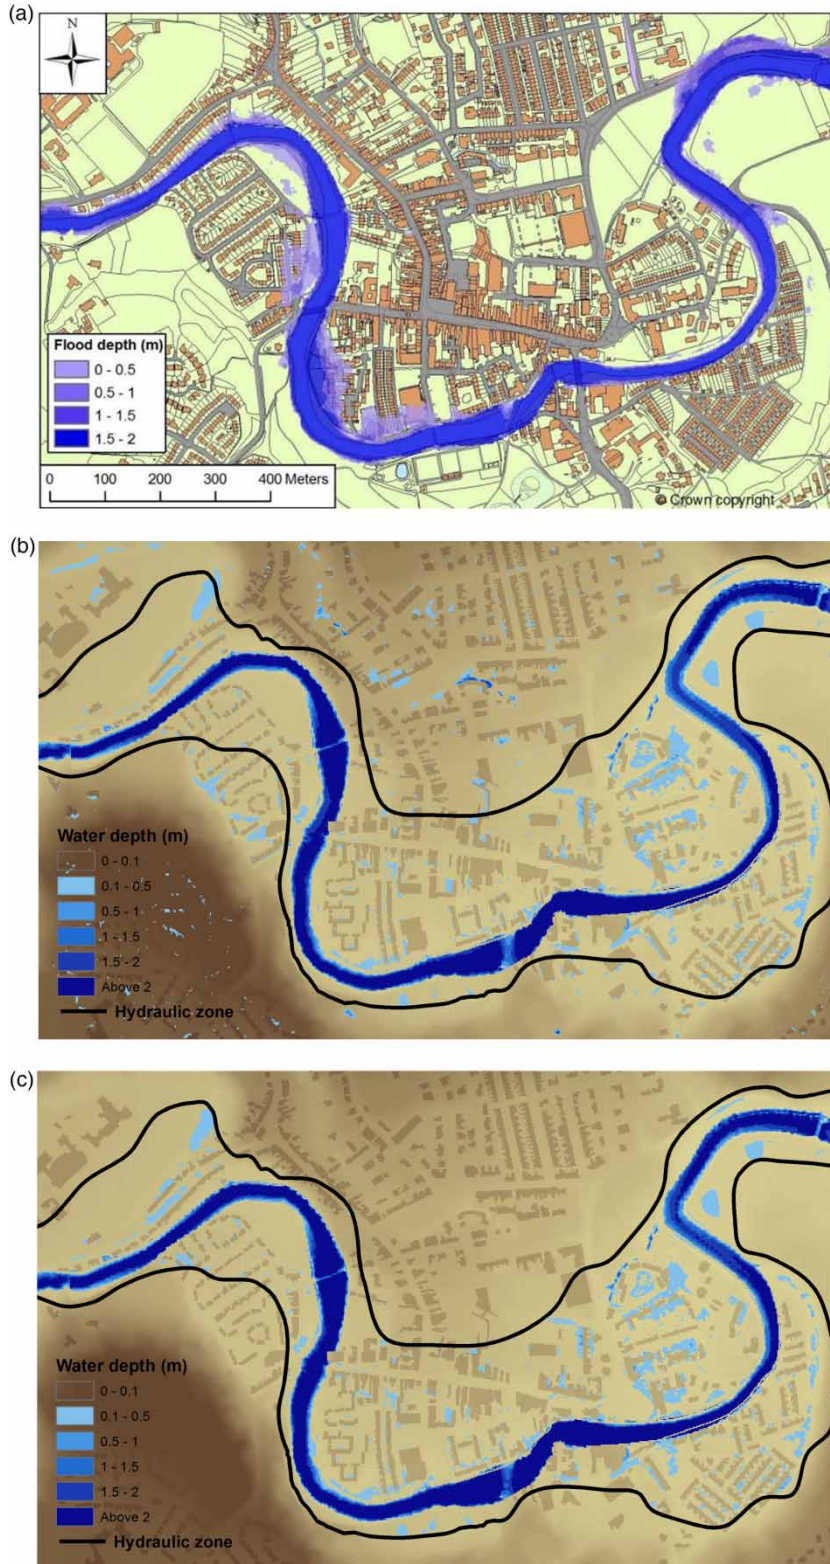 (a)
N
Flood depth (m)
0 - 0.5
0.5 - 1
1 - 1.5
1.5 - 2
0 100 200 300 400 Meters
© Crown copyright
(b)
Water depth (m)
0 - 0.1
0.1 - 0.5
0.5 - 1
1 - 1.5
1.5 - 2
Above 2
Hydraulic zone
(c)
Water depth (m)
0 - 0.1
0.1 - 0.5
0.5 - 1
1 - 1.5
1.5 - 2
Above 2
Hydraulic zone